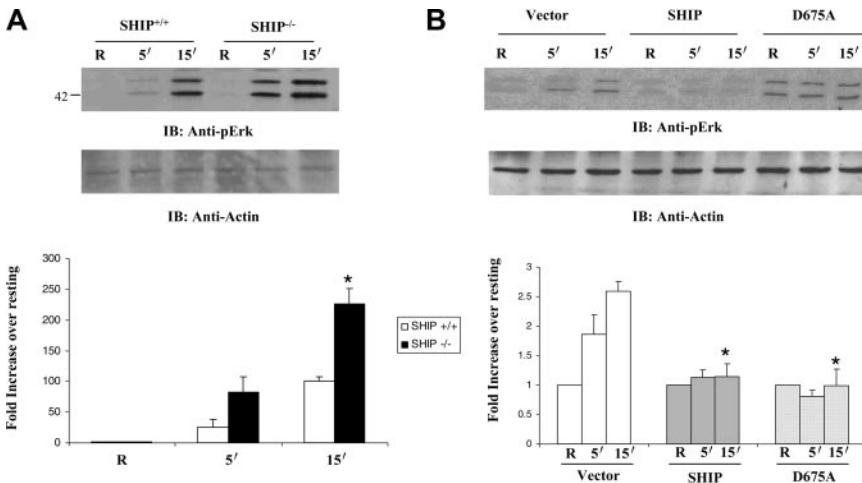 A
SHIP+/+ SHIP-/-
R 5′ 15′ R 5′ 15′
42
IB: Anti-pErk
IB: Anti-Actin
Fold Increase over resting
300
250
200
150
100
50
0
*
SHIP +/+
SHIP -/-
R 5′ 15′
B
Vector SHIP D675A
R 5′ 15′ R 5′ 15′ R 5′ 15′
IB: Anti-pErk
IB: Anti-Actin
Fold Increase over resting
3
2.5
2
1.5
1
0.5
0
* *
R 5′ 15′ R 5′ 15′ R 5′ 15′
Vector SHIP D675A